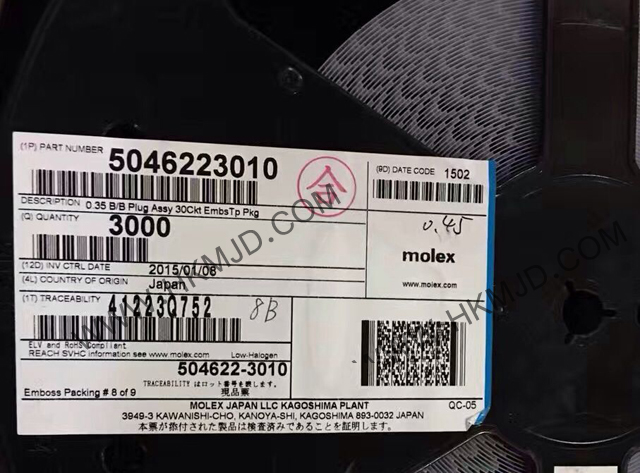 (1P) PART NUMBER 5046223010
(9D) DATE CODE 1502
DESCRIPTION 0.35 B/B Plug Assy 30Ckt EmbsTp Pkg
(Q) QUANTITY 3000
0.45
molex
www.molex.com
(12D) INV CTRL DATE 2015/01/08
(4L) COUNTRY OF ORIGIN Japan
(1T) TRACEABILITY 41223Q752
8B
ELV and RoHS Compliant
REACH SVHC information see www.molex.com Low-Halogen
504622-3010
TRACEABILITY はロット番号を表します。
現品票
Emboss Packing # 8 of 9
QC-05
MOLEX JAPAN LLC KAGOSHIMA PLANT
3949-3 KAWANISHI-CHO, KANOYA-SHI, KAGOSHIMA 893-0032 JAPAN
本票が添付された製品は検査済みであることを証明します。
WWW.HKMJD.COM